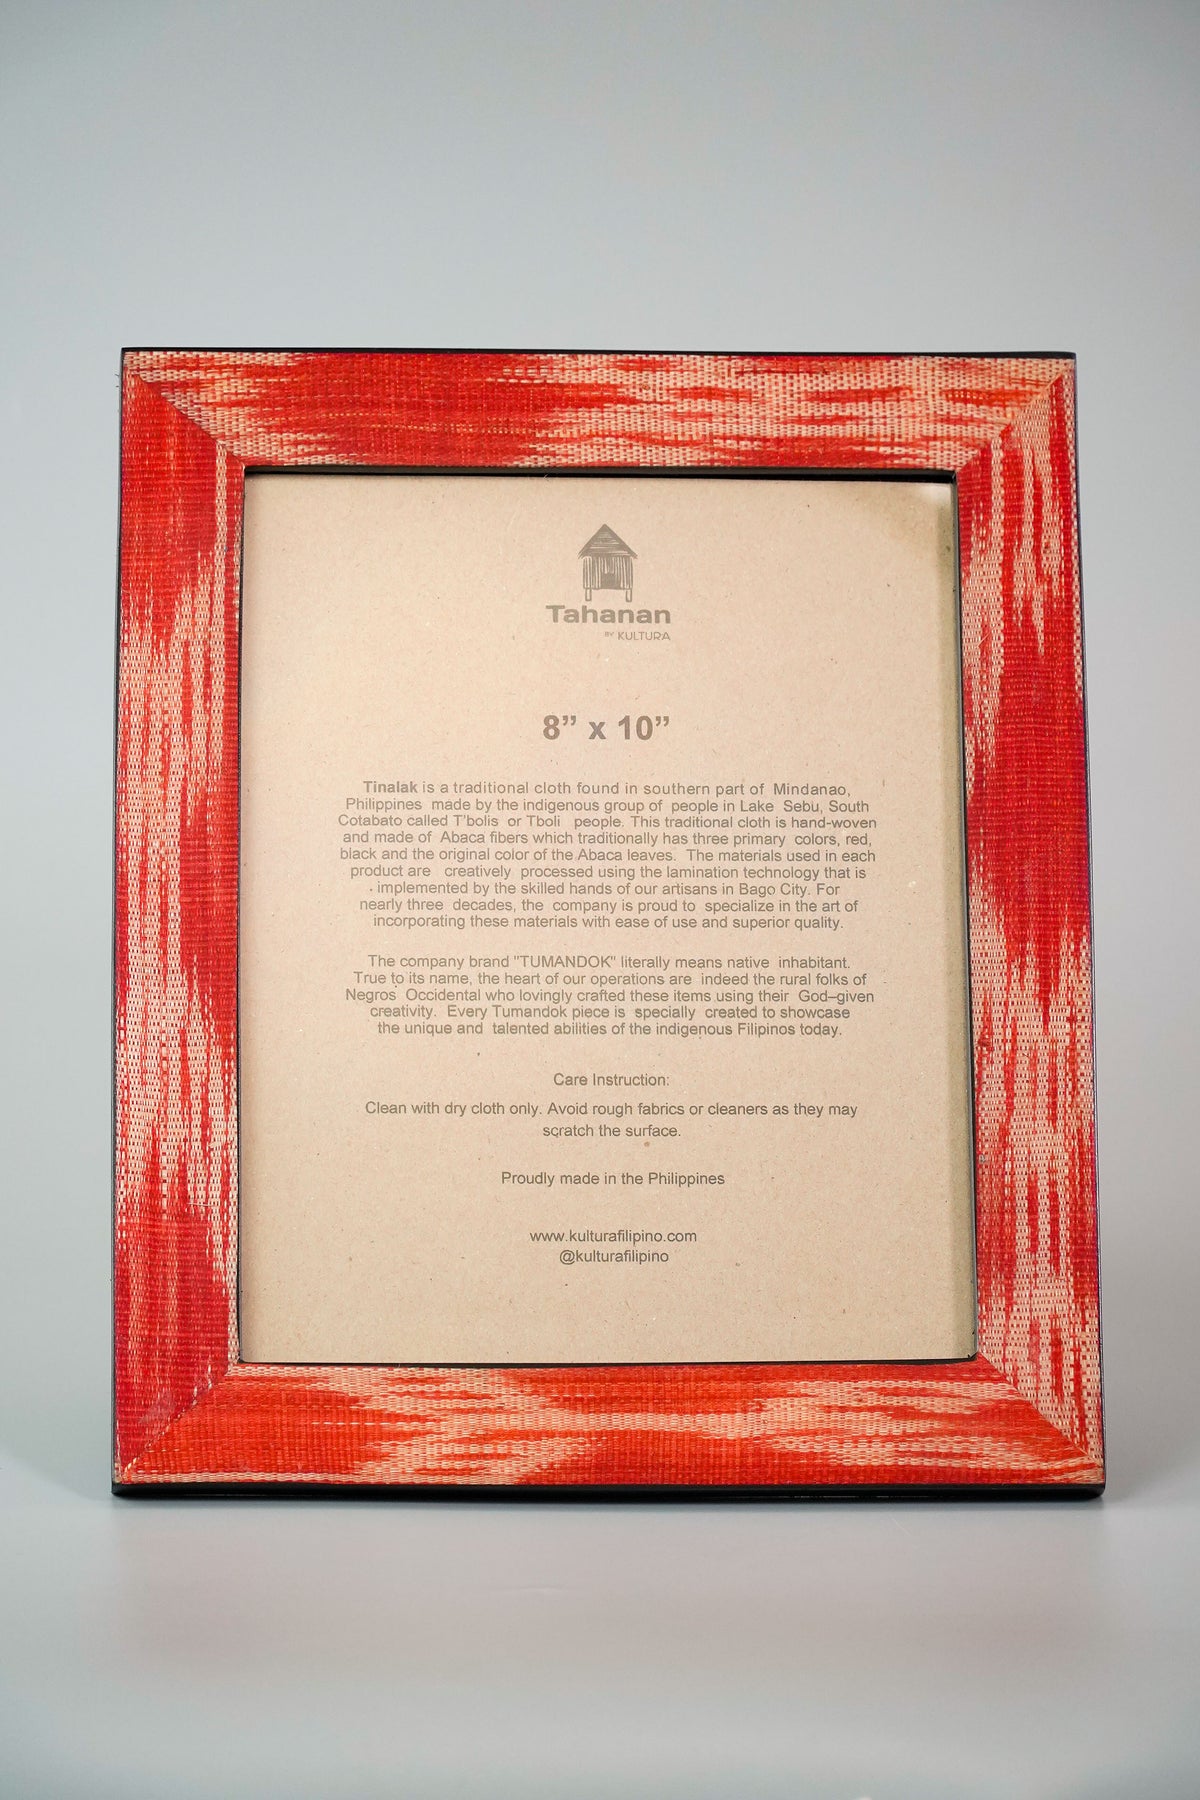 Tahanan
BY KULTURA
8” x 10”
Tinalak is a traditional cloth found in southern part of Mindanao,
Philippines made by the indigenous group of people in Lake Sebu, South
Cotabato called T'bolis or Tboli people. This traditional cloth is hand-woven
and made of Abaca fibers which traditionally has three primary colors, red,
black and the original color of the Abaca leaves. The materials used in each
product are creatively processed using the lamination technology that is
implemented by the skilled hands of our artisans in Bago City. For
nearly three decades, the company is proud to specialize in the art of
incorporating these materials with ease of use and superior quality.
The company brand "TUMANDOK" literally means native inhabitant.
True to its name, the heart of our operations are indeed the rural folks of
Negros Occidental who lovingly crafted these items using their God–given
creativity. Every Tumandok piece is specially created to showcase
the unique and talented abilities of the indigenous Filipinos today.
Care Instruction:
Clean with dry cloth only. Avoid rough fabrics or cleaners as they may
scratch the surface.
Proudly made in the Philippines
www.kulturafilipino.com
@kulturafilipino